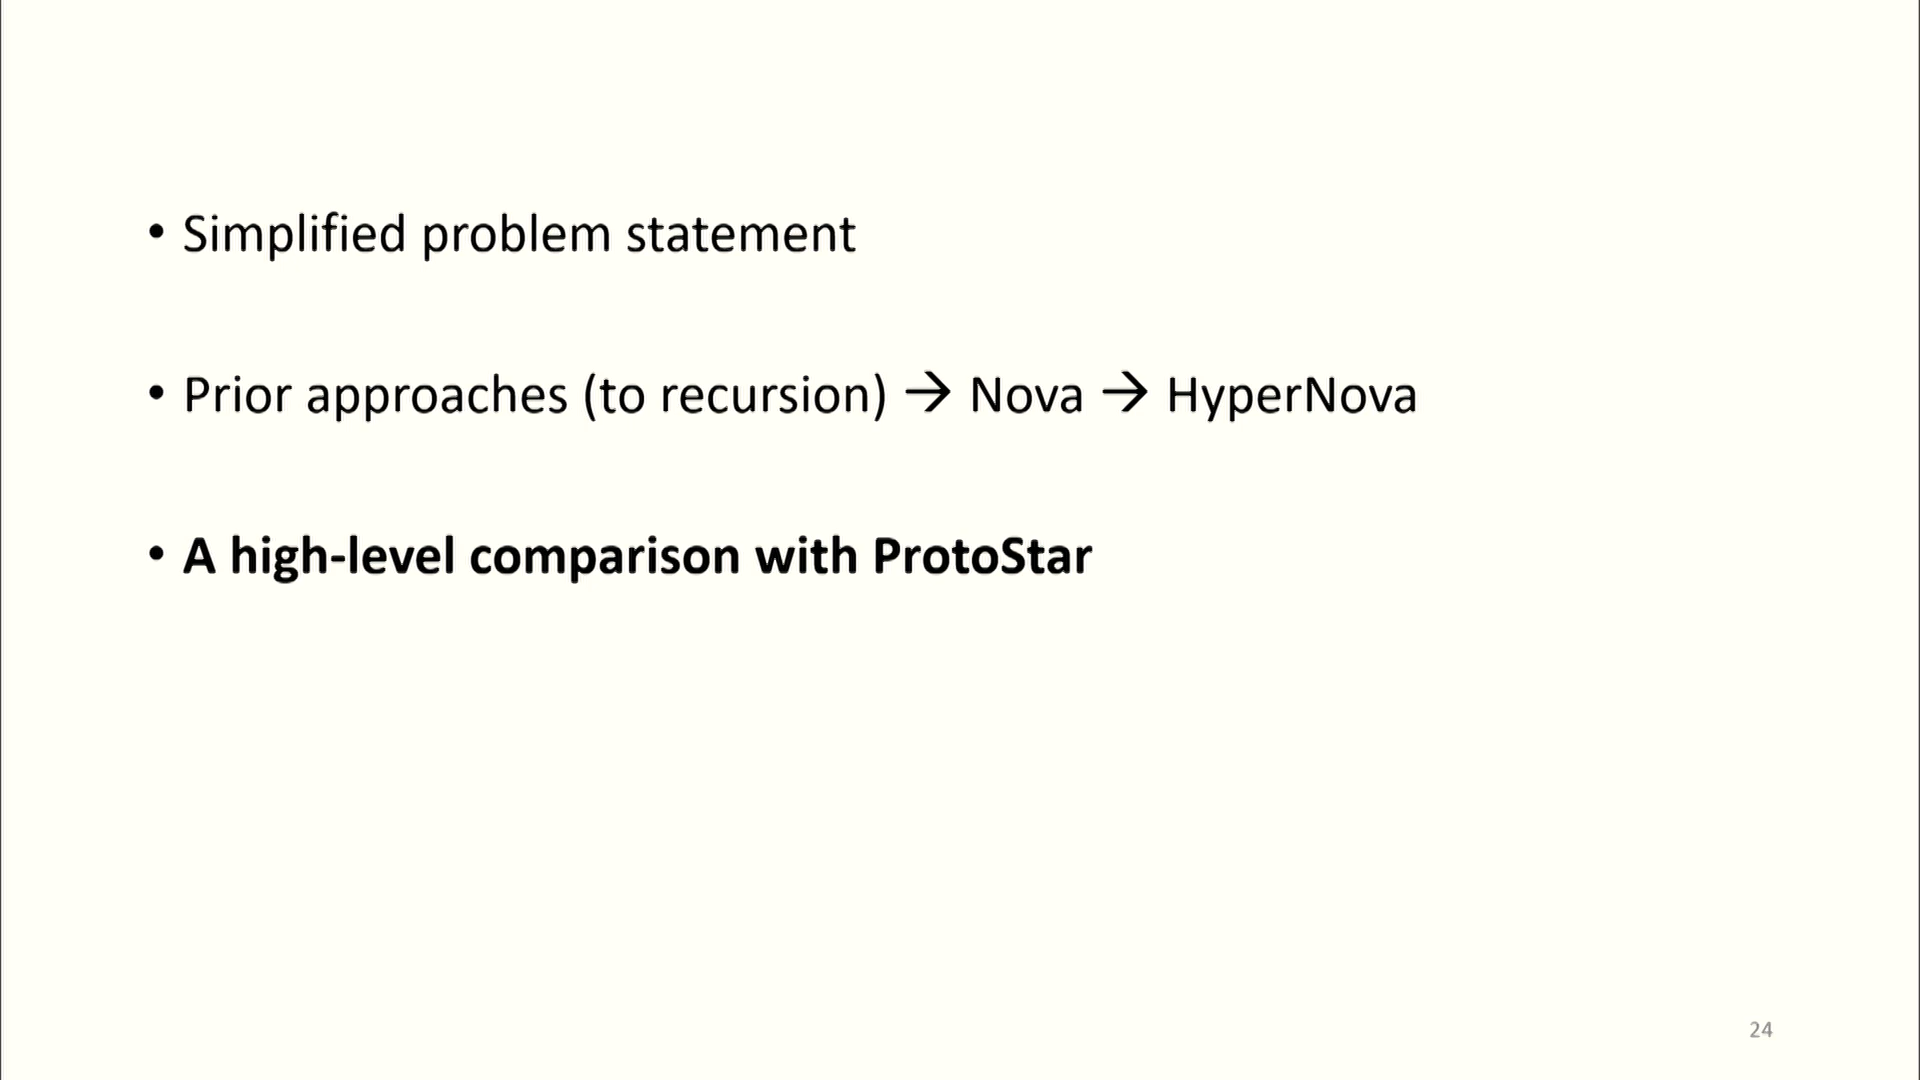 • Simplified problem statement
• Prior approaches (to recursion) → Nova → HyperNova
• A high-level comparison with ProtoStar
24